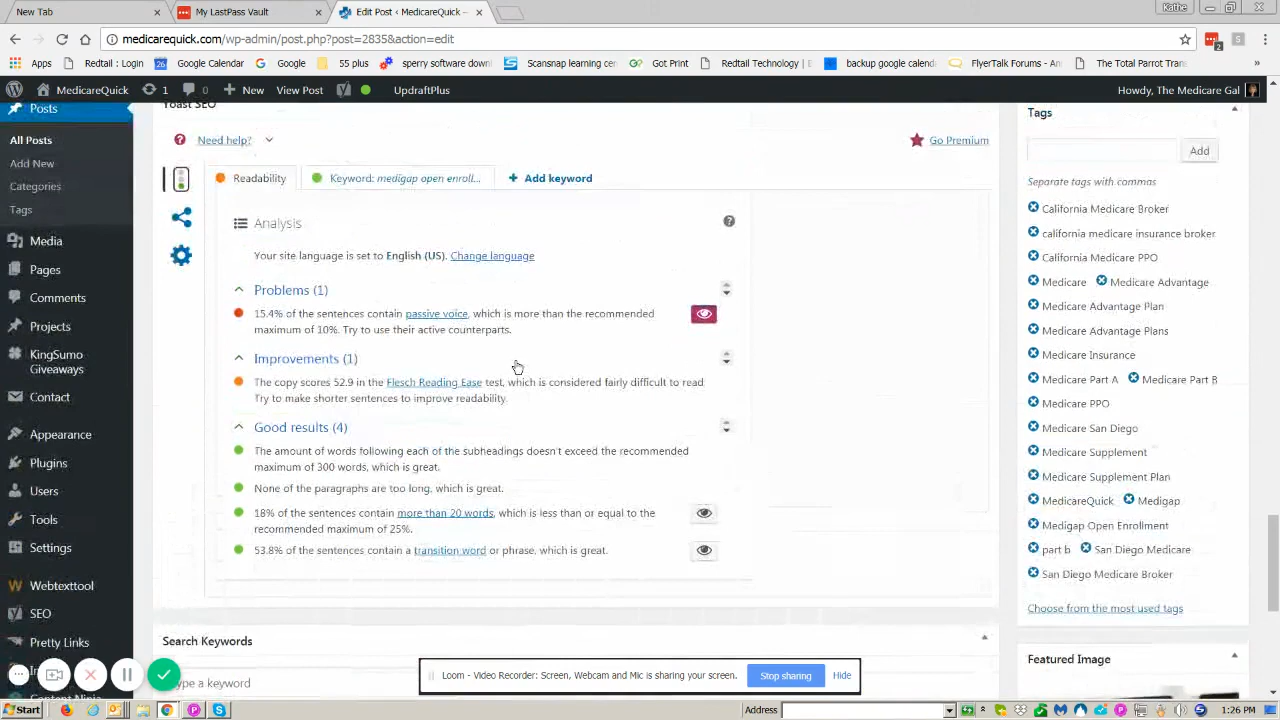 New Tab
My LastPass Vault
Edit Post ‹ MedicareQuick –
Kathe
medicarequick.com/wp-admin/post.php?post=2835&action=edit
2
S
Apps
Redtail : Login
26
Google Calendar
Google
55 plus
sperry software down
Scansnap learning cen
Got Print
Redtail Technology |
backup google calenda
FlyerTalk Forums - An
The Total Parrot Trans
MedicareQuick
1
0
New
View Post
UpdraftPlus
Howdy, The Medicare Gal
Posts
All Posts
Add New
Categories
Tags
Media
Pages
Comments
Projects
KingSumo
Giveaways
Contact
Appearance
Plugins
Users
Tools
Settings
Webtexttool
SEO
Pretty Links
Content Ninja
Yoast SEO
Need help?
Go Premium
Readability
Keyword: medigap open enroll...
Add keyword
Analysis
Your site language is set to English (US). Change language
Problems (1)
15.4% of the sentences contain passive voice, which is more than the recommended
maximum of 10%. Try to use their active counterparts.
Improvements (1)
The copy scores 52.9 in the Flesch Reading Ease test, which is considered fairly difficult to read
Try to make shorter sentences to improve readability.
Good results (4)
The amount of words following each of the subheadings doesn't exceed the recommended
maximum of 300 words, which is great.
None of the paragraphs are too long, which is great.
18% of the sentences contain more than 20 words, which is less than or equal to the
recommended maximum of 25%.
53.8% of the sentences contain a transition word or phrase, which is great.
Search Keywords
Type a keyword
Tags
Add
Separate tags with commas
California Medicare Broker
california medicare insurance broker
California Medicare PPO
Medicare
Medicare Advantage
Medicare Advantage Plan
Medicare Advantage Plans
Medicare Insurance
Medicare Part A
Medicare Part B
Medicare PPO
Medicare San Diego
Medicare Supplement
Medicare Supplement Plan
MedicareQuick
Medigap
Medigap Open Enrollment
part b
San Diego Medicare
San Diego Medicare Broker
Choose from the most used tags
Featured Image
Loom - Video Recorder: Screen, Webcam and Mic is sharing your screen.
Stop sharing
Hide
Start
Address
1:26 PM